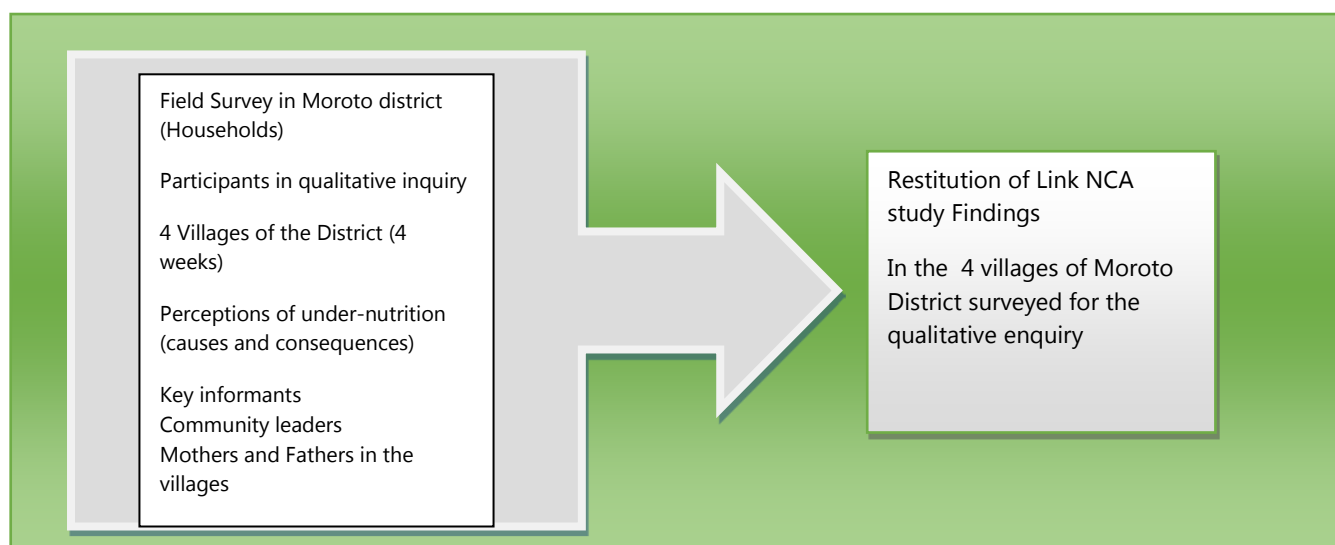 Field Survey in Moroto district
(Households)
Participants in qualitative inquiry
4 Villages of the District (4
weeks)
Perceptions of under-nutrition
(causes and consequences)
Key informants
Community leaders
Mothers and Fathers in the
villages
Restitution of Link NCA
study Findings
In the 4 villages of Moroto
District surveyed for the
qualitative enquiry